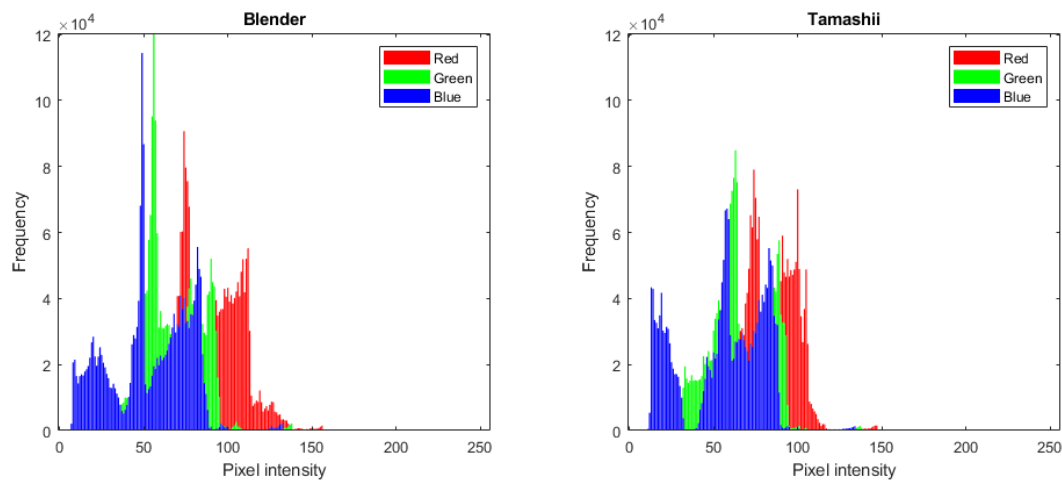 Blender
×10⁴
12
10
8
6
4
2
0
Frequency
0 50 100 150 200 250
Pixel intensity
Red
Green
Blue
Tamashii
×10⁴
12
10
8
6
4
2
0
Frequency
0 50 100 150 200 250
Pixel intensity
Red
Green
Blue